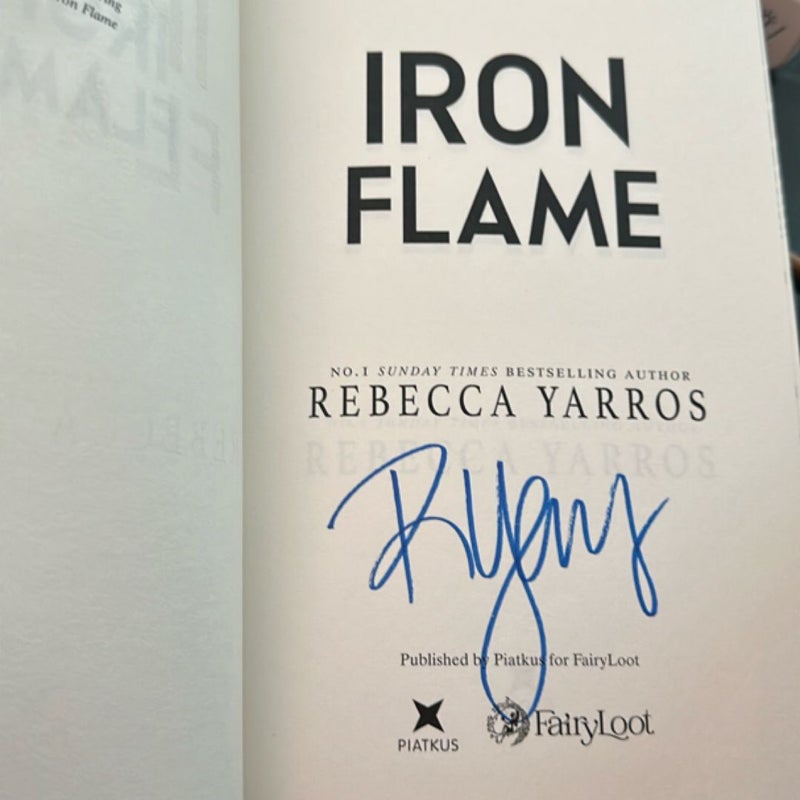 Iron Flame
IRON
FLAME
NO.1 SUNDAY TIMES BESTSELLING AUTHOR
REBECCA YARROS
Published by Piatkus for FairyLoot
PIATKUS
FairyLoot